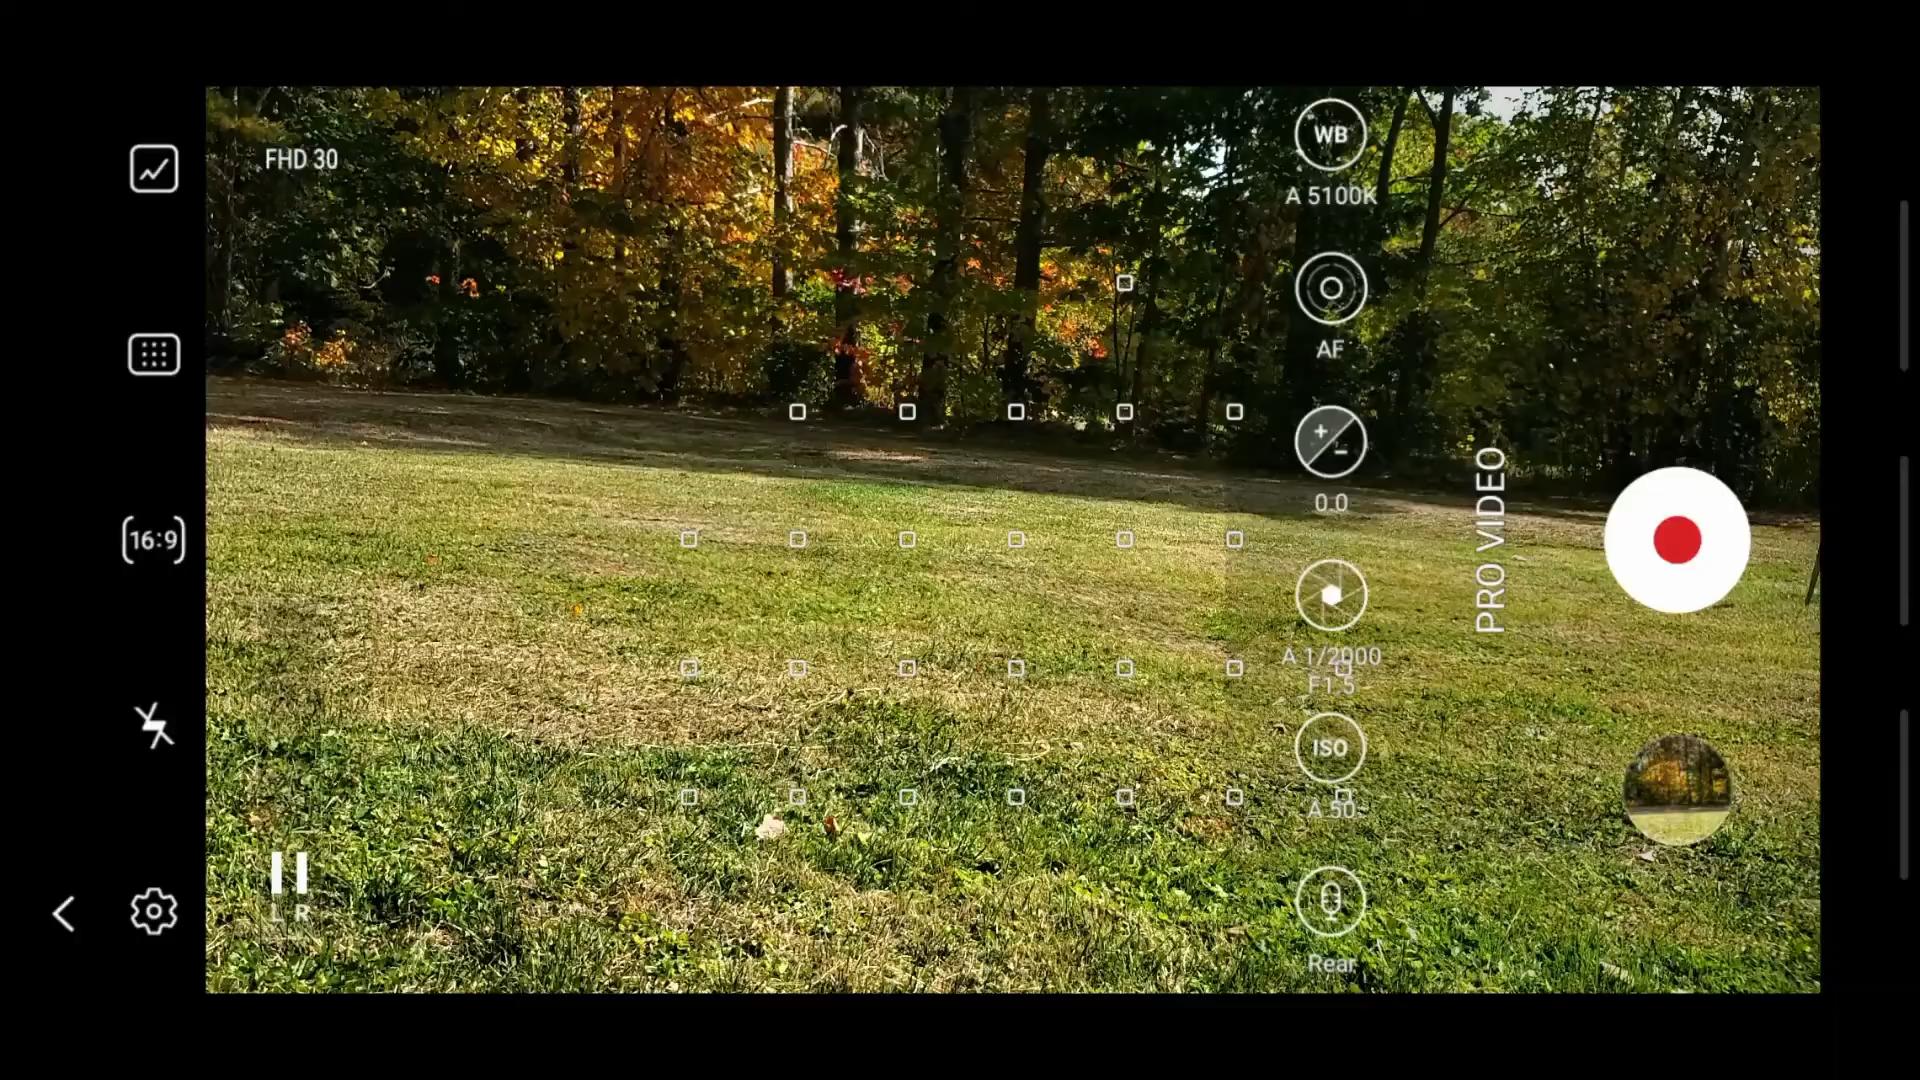 FHD 30
16:9
L R
WB
A 5100K
AF
0.0
A 1/2000
F1.5
ISO
A 50
Rear
PRO VIDEO